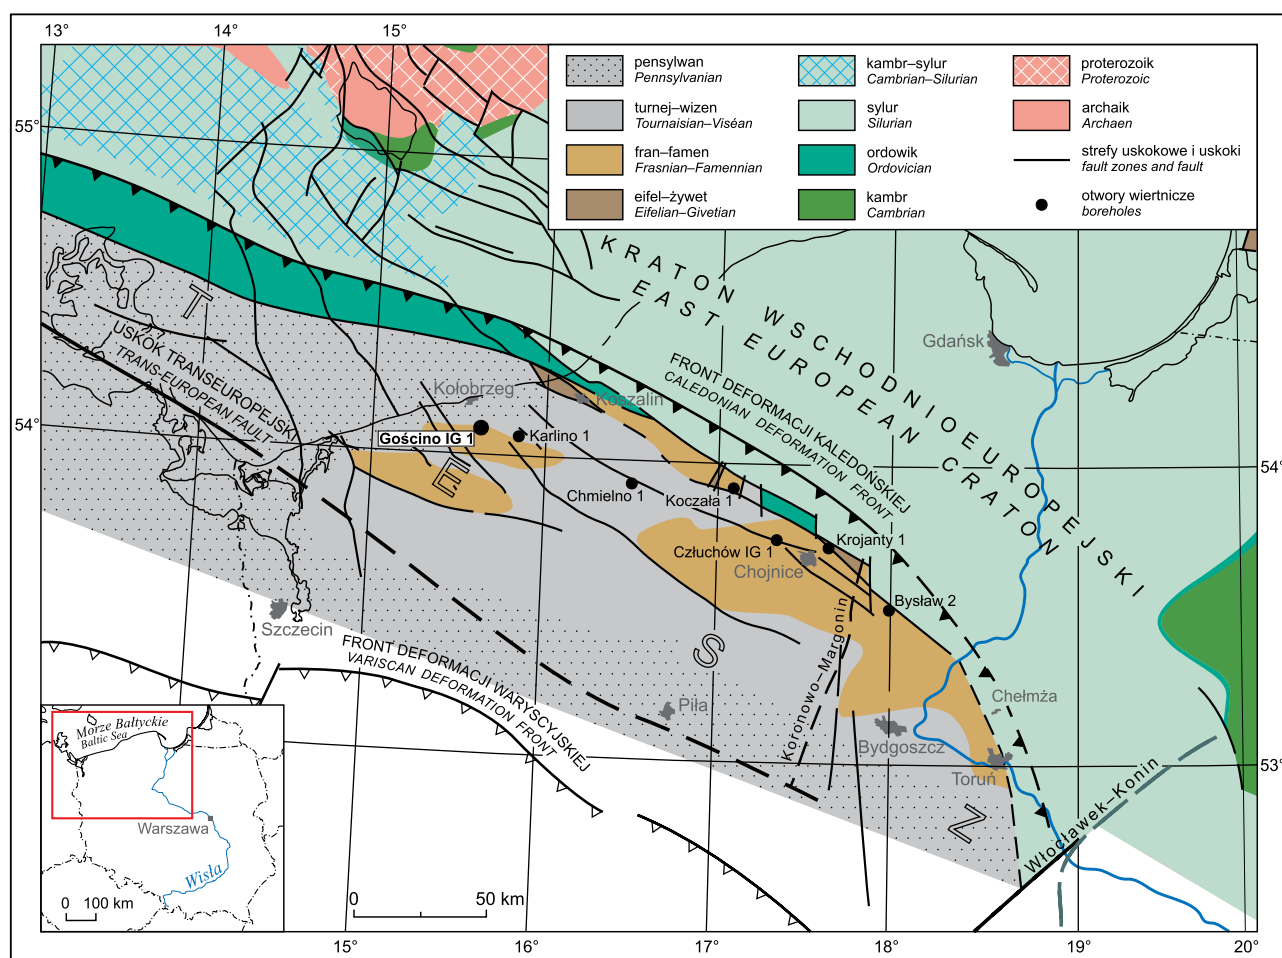 13°
14°
15°
55°
54°
pensylwan
Pennsylvanian
turnej–wizen
Tournaisian–Viséan
fran–famen
Frasnian–Famennian
eifel–żywet
Eifelian–Givetian
kambr–sylur
Cambrian–Silurian
sylur
Silurian
ordowik
Ordovician
kambr
Cambrian
proterozoik
Proterozoic
archaik
Archaen
strefy uskokowe i uskoki
fault zones and fault
otwory wiertnicze
boreholes
KRATON WSCHODNIOEUROPEJSKI
EAST EUROPEAN CRATON
Gdańsk
FRONT DEFORMACJI KALEDOŃSKIEJ
CALEDONIAN DEFORMATION FRONT
USKOK TRANSEUROPEJSKI
TRANS-EUROPEAN FAULT
T
E
S
Z
Kołobrzeg
Koszalin
Gościno IG 1
Karlino 1
Chmielno 1
Koczała 1
Człuchów IG 1
Krojanty 1
Chojnice
Bysław 2
Szczecin
FRONT DEFORMACJI WARYSCYJSKIEJ
VARISCAN DEFORMATION FRONT
Piła
Koronowo–Margonin
Chełmża
Bydgoszcz
Toruń
Włocławek–Konin
54°
53°
Morze Bałtyckie
Baltic Sea
Warszawa
Wisła
0 100 km
0 50 km
15°
16°
17°
18°
19°
20°